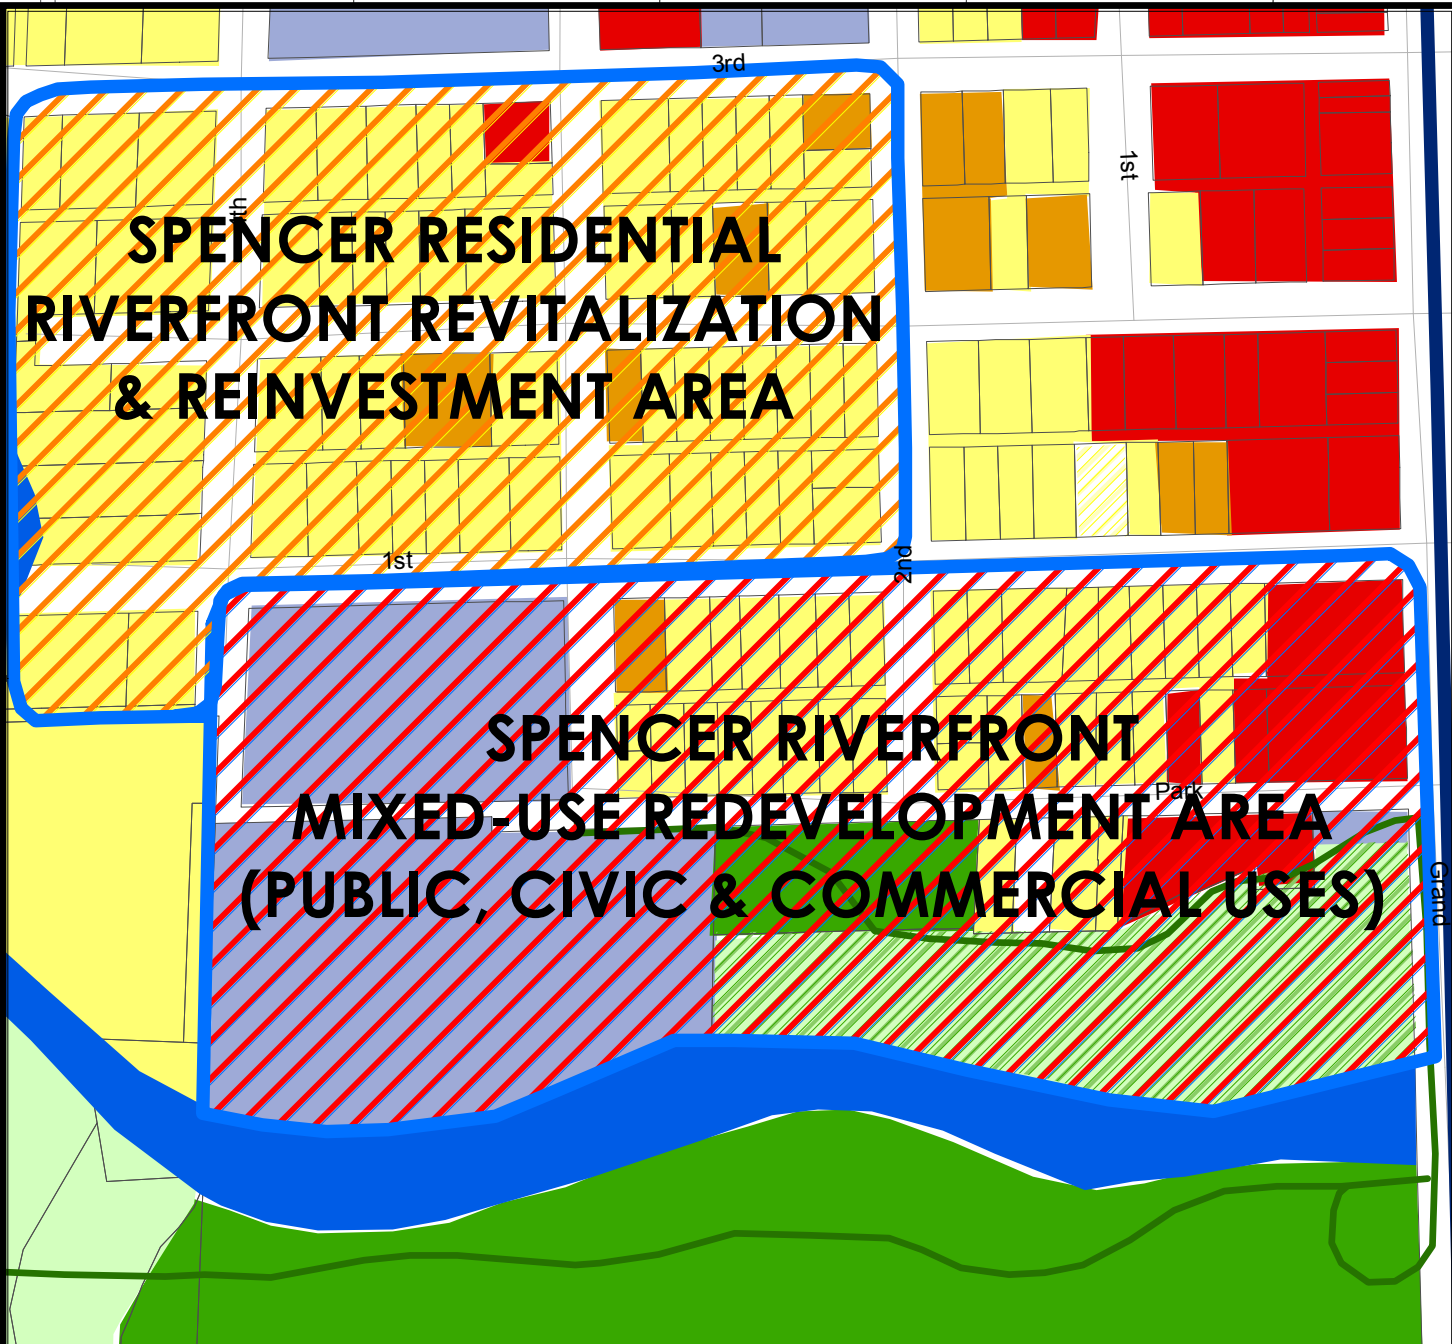 3rd
1st
4th
SPENCER RESIDENTIAL
RIVERFRONT REVITALIZATION
& REINVESTMENT AREA
1st
2nd
SPENCER RIVERFRONT
Park
MIXED-USE REDEVELOPMENT AREA
(PUBLIC, CIVIC & COMMERCIAL USES)
Grand